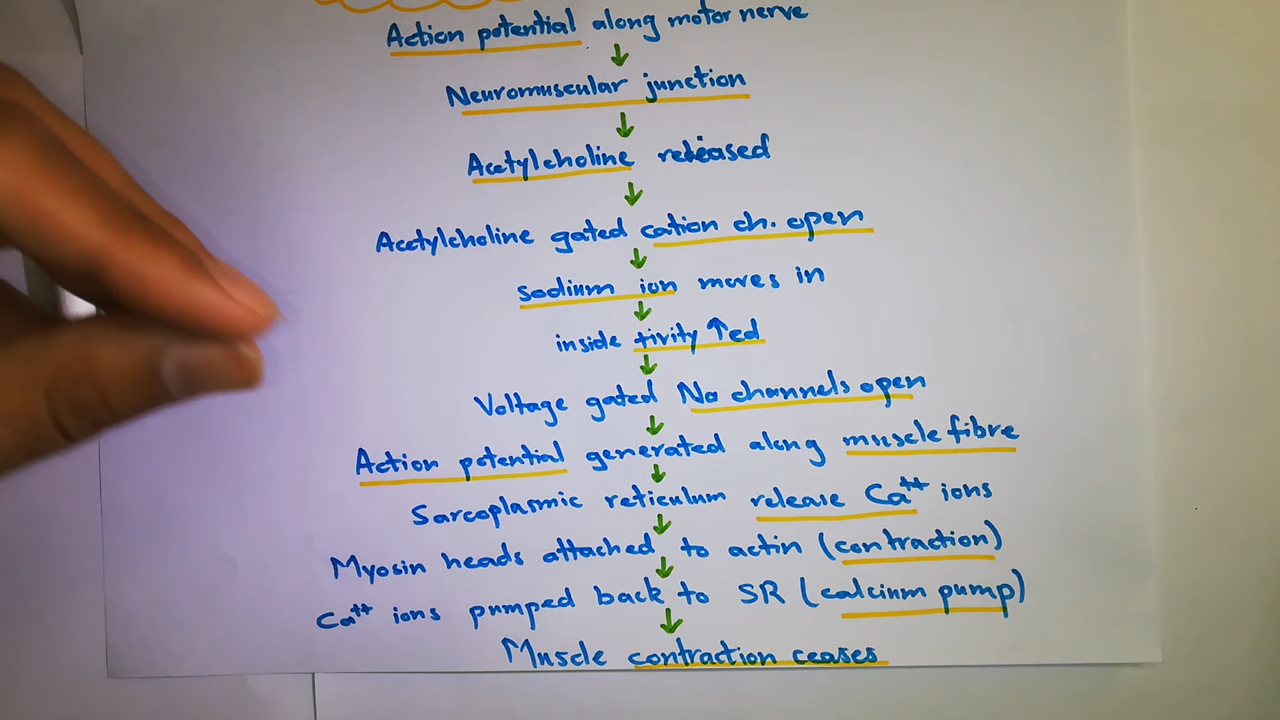 Action potential along motor nerve
↓
Neuromuscular junction
↓
Acetylcholine released
↓
Acetylcholine gated cation ch. open
↓
sodium ion moves in
↓
inside tivity ↑ed
↓
Voltage gated Na channels open
↓
Action potential generated along muscle fibre
↓
Sarcoplasmic reticulum release Ca⁺⁺ ions
↓
Myosin heads attached to actin (contraction)
↓
Ca⁺⁺ ions pumped back to SR (calcium pump)
↓
Muscle contraction ceases